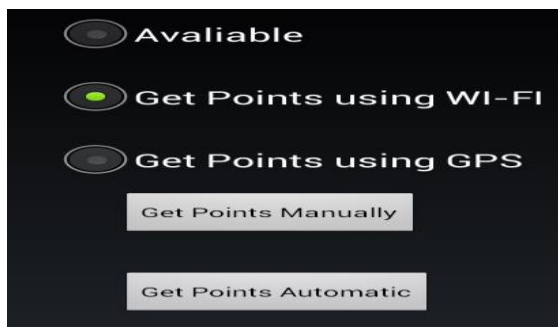 Avaliable
Get Points using WI-FI
Get Points using GPS
Get Points Manually
Get Points Automatic